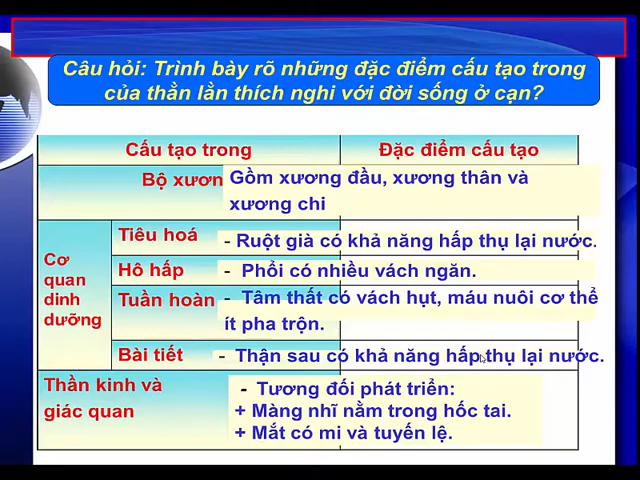 Câu hỏi: Trình bày rõ những đặc điểm cấu tạo trong
của thằn lằn thích nghi với đời sống ở cạn?
Cấu tạo trong
Đặc điểm cấu tạo
Bộ xươn
Gồm xương đầu, xương thân và
xương chi
Cơ
quan
dinh
dưỡng
Tiêu hoá
- Ruột già có khả năng hấp thụ lại nước.
Hô hấp
- Phổi có nhiều vách ngăn.
Tuần hoàn
- Tâm thất có vách hụt, máu nuôi cơ thể
ít pha trộn.
Bài tiết
- Thận sau có khả năng hấp thụ lại nước.
Thần kinh và
giác quan
- Tương đối phát triển:
+ Màng nhĩ nằm trong hốc tai.
+ Mắt có mi và tuyến lệ.